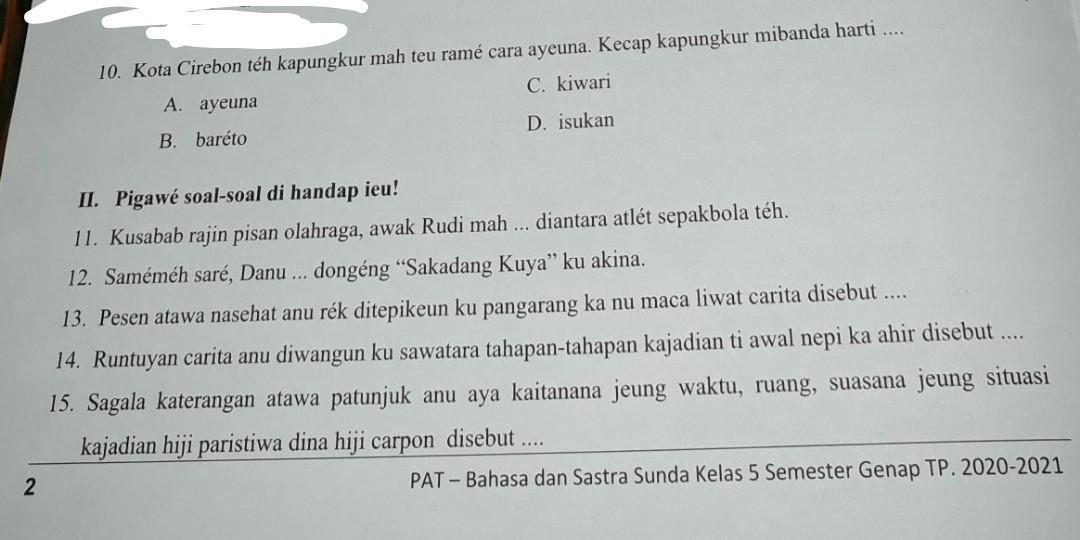 10. Kota Cirebon téh kapungkur mah teu ramé cara ayeuna. Kecap kapungkur mibanda harti ....
A. ayeuna
C. kiwari
B. baréto
D. isukan
II. Pigawé soal-soal di handap ieu!
11. Kusabab rajin pisan olahraga, awak Rudi mah ... diantara atlét sepakbola téh.
12. Saméméh saré, Danu ... dongéng “Sakadang Kuya” ku akina.
13. Pesen atawa nasehat anu rék ditepikeun ku pangarang ka nu maca liwat carita disebut ....
14. Runtuyan carita anu diwangun ku sawatara tahapan-tahapan kajadian ti awal nepi ka ahir disebut ....
15. Sagala katerangan atawa patunjuk anu aya kaitanana jeung waktu, ruang, suasana jeung situasi
kajadian hiji paristiwa dina hiji carpon disebut ....
2
PAT – Bahasa dan Sastra Sunda Kelas 5 Semester Genap TP. 2020-2021